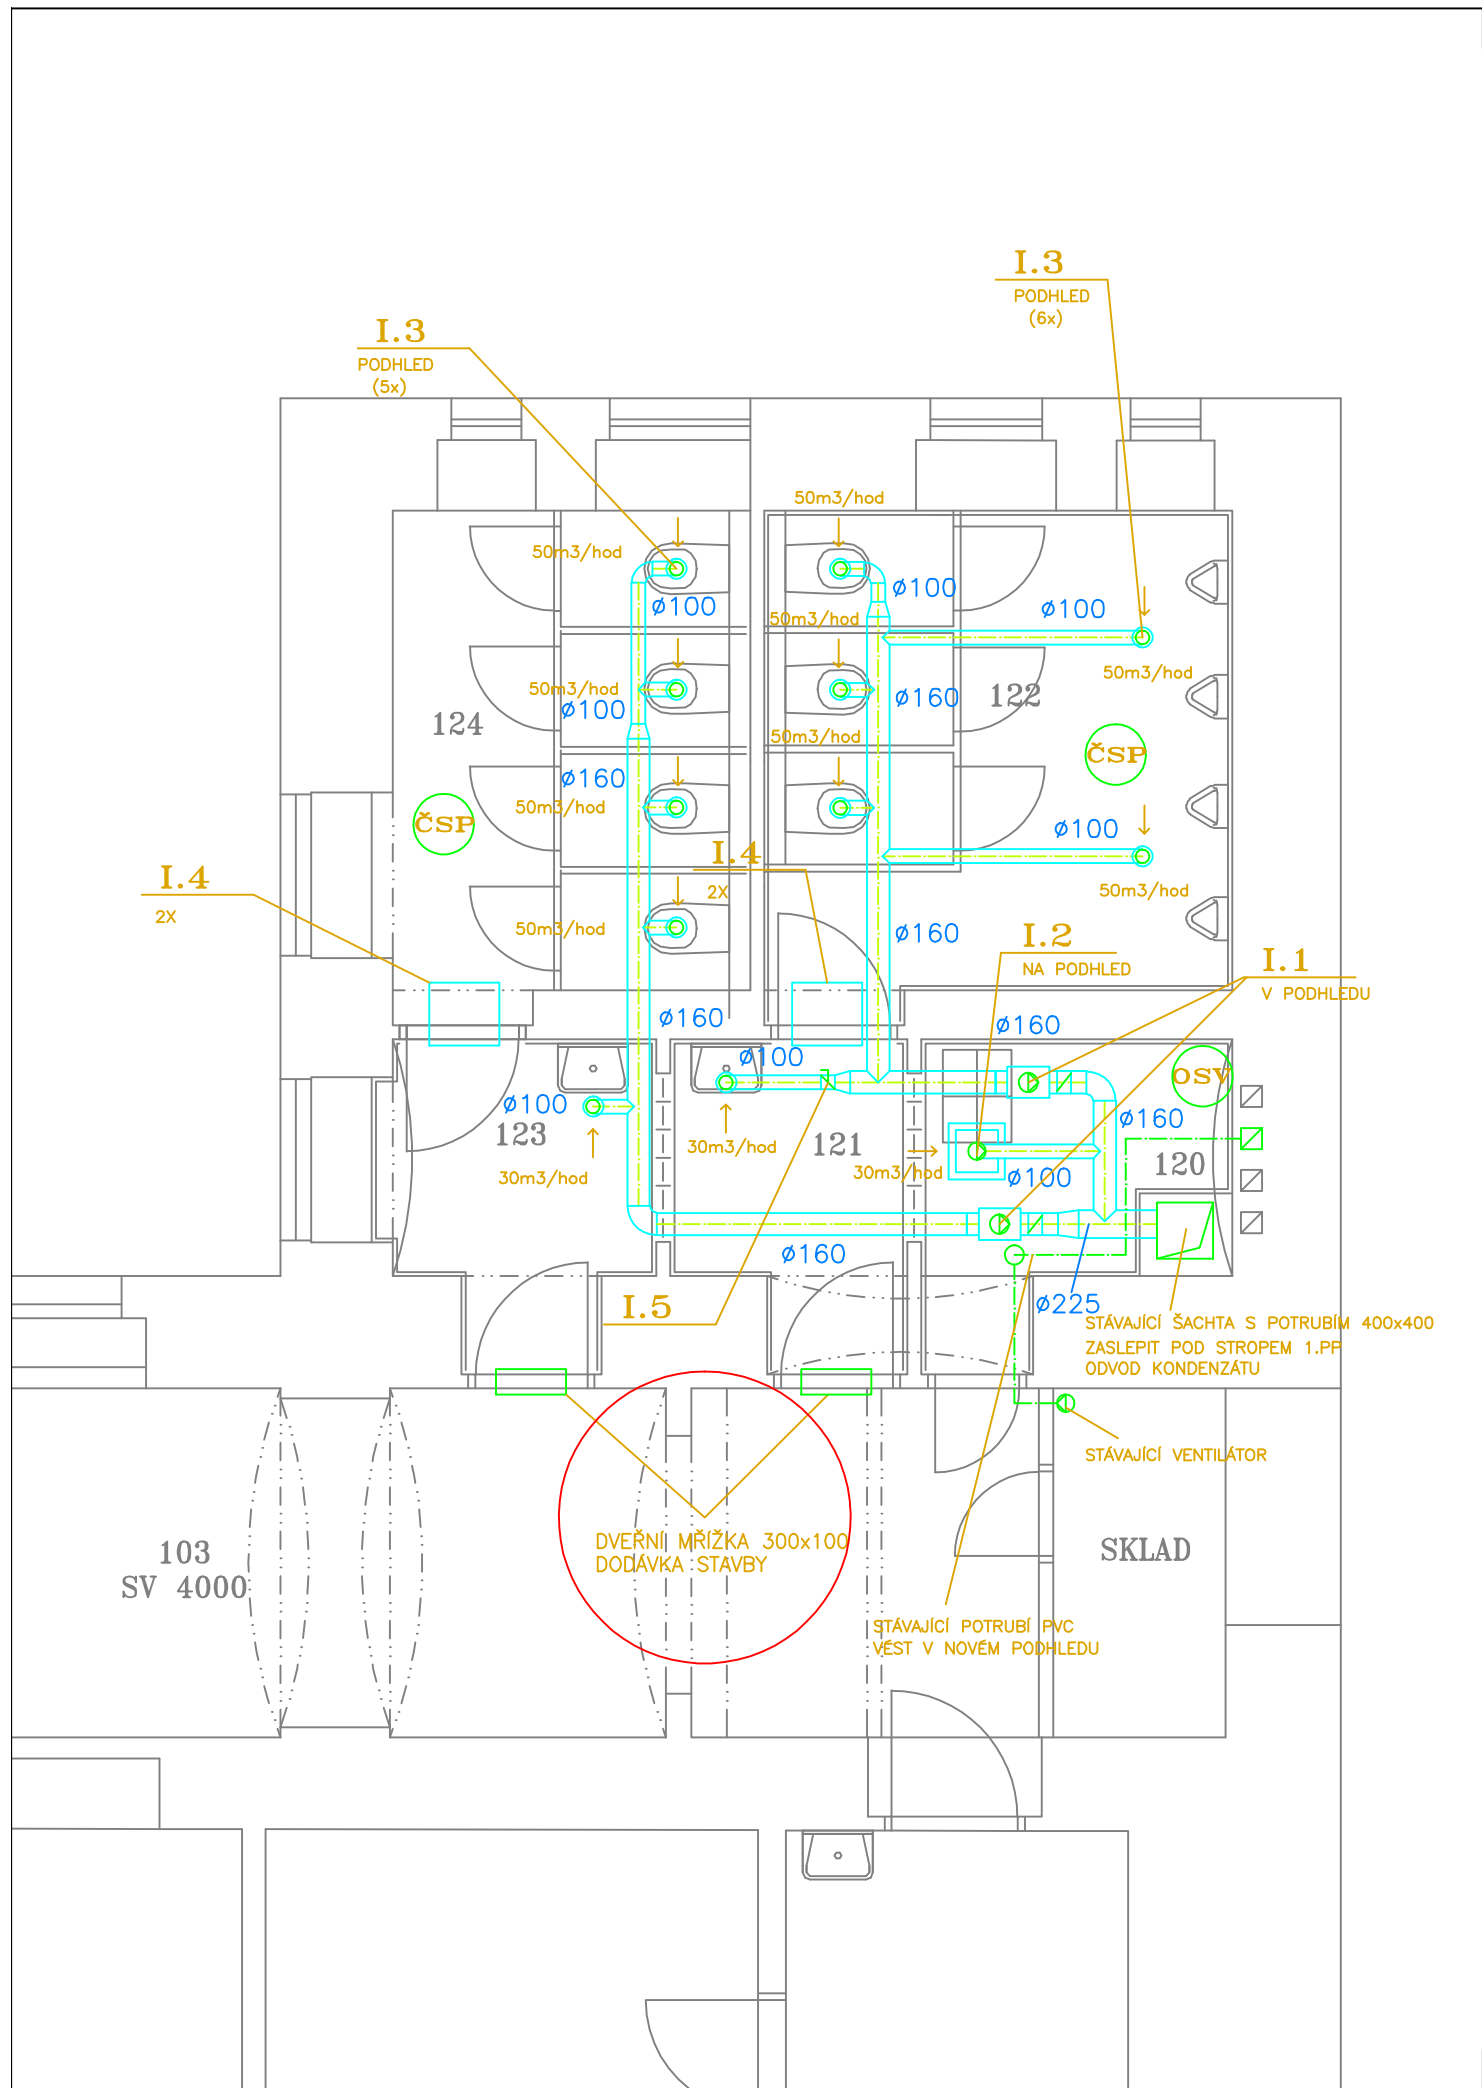 I.3
PODHLED
(6x)
I.3
PODHLED
(5x)
50m3/hod
50m3/hod
ø100
ø100
ø100
50m3/hod
50m3/hod
50m3/hod
ø100
ø160
122
124
50m3/hod
ČSP
ø160
50m3/hod
ČSP
ø100
I.4
2X
I.4
2X
50m3/hod
50m3/hod
ø160
I.2
NA PODHLED
I.1
V PODHLEDU
ø160
ø160
ø100
OSV
ø100
123
30m3/hod
30m3/hod
121
30m3/hod
ø160
ø100
120
ø160
I.5
ø225
STÁVAJÍCÍ ŠACHTA S POTRUBÍM 400x400
ZASLEPIT POD STROPEM 1.PP
ODVOD KONDENZÁTU
STÁVAJÍCÍ VENTILÁTOR
DVEŘNÍ MŘÍŽKA 300x100
DODÁVKA STAVBY
103
SV 4000
SKLAD
STÁVAJÍCÍ POTRUBÍ PVC
VÉST V NOVÉM PODHLEDU